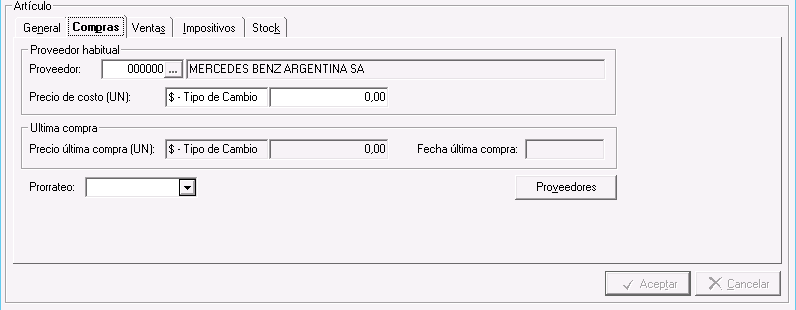 Artículo
General Compras Ventas Impositivos Stock
Proveedor habitual
Proveedor: 000000 ... MERCEDES BENZ ARGENTINA SA
Precio de costo (UN): $ - Tipo de Cambio 0,00
Ultima compra
Precio última compra (UN): $ - Tipo de Cambio 0,00 Fecha última compra:
Prorrateo: Proveedores
Aceptar Cancelar